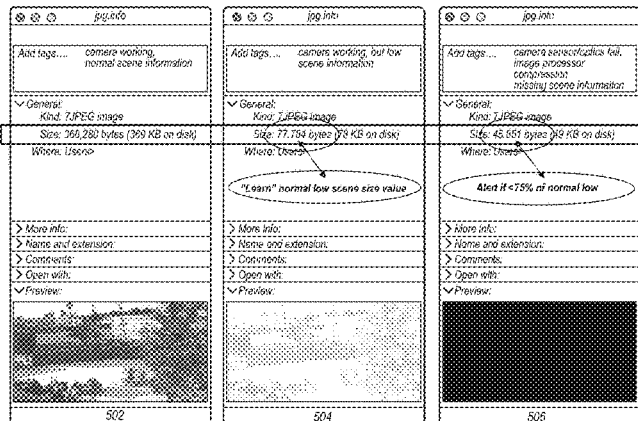 jpg.info
Add tags.... camera working,
normal scene information
General:
Kind: 7JPEG image
Size: 360,280 bytes (369 KB on disk)
Where: Users>
More info:
Name and extension:
Comments:
Open with:
Preview:
502
jpg.info
Add tags.... camera working, but low
scene information
General:
Kind: 7JPEG image
Size: 77,754 bytes (78 KB on disk)
Where: Users>
"Learn" normal low scene size value
More info:
Name and extension:
Comments:
Open with:
Preview:
504
jpg.info
Add tags.... camera sensor/optics fail,
image processor
compression
missing scene information
General:
Kind: 7JPEG image
Size: 48,551 bytes (49 KB on disk)
Where: Users>
Alert if <75% of normal low
More info:
Name and extension:
Comments:
Open with:
Preview:
506